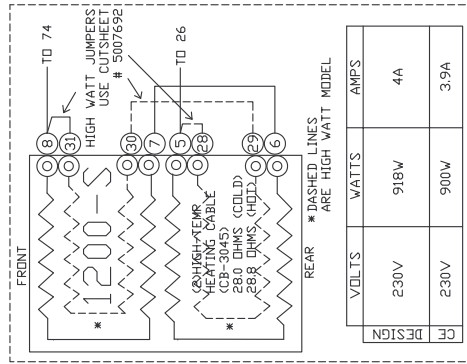 TO 74
TO 26
HIGH WATT JUMPERS
USE CUTSHEET
# 5007692
8
31
30
7
5
28
29
6
FRONT
1200-S
*
(2)HIGH-TEMP
HEATING CABLE
(CB-3045)
28.0 OHMS (COLD)
28.8 OHMS (HOT)
*
REAR
*DASHED LINES
ARE HIGH WATT MODEL
VOLTS WATTS AMPS
DESIGN 230V 918W 4A
CE 230V 900W 3.9A